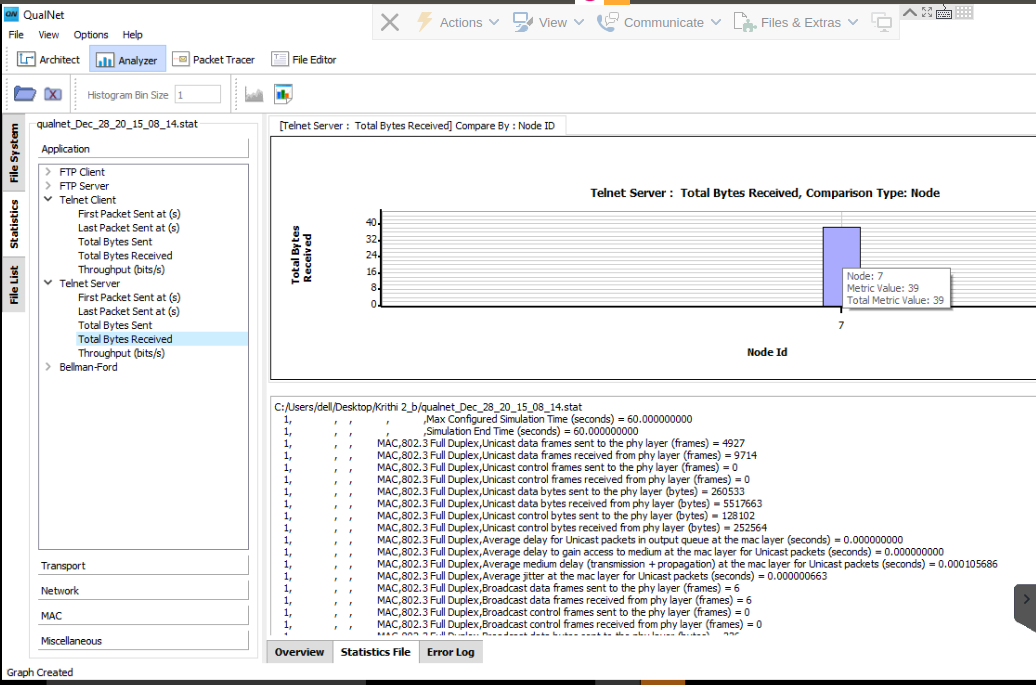 QN QualNet
Actions View Communicate Files & Extras
File View Options Help
Architect Analyzer Packet Tracer File Editor
Histogram Bin Size 1
File System
Statistics
File List
qualnet_Dec_28_20_15_08_14.stat
Application
FTP Client
FTP Server
Telnet Client
First Packet Sent at (s)
Last Packet Sent at (s)
Total Bytes Sent
Total Bytes Received
Throughput (bits/s)
Telnet Server
First Packet Sent at (s)
Last Packet Sent at (s)
Total Bytes Sent
Total Bytes Received
Throughput (bits/s)
Bellman-Ford
Transport
Network
MAC
Miscellaneous
[Telnet Server : Total Bytes Received] Compare By : Node ID
Telnet Server : Total Bytes Received, Comparison Type: Node
Total Bytes
Received
40
32
24
16
8
0
Node: 7
Metric Value: 39
Total Metric Value: 39
7
Node Id
C:/Users/dell/Desktop/Krithi 2_b/qualnet_Dec_28_20_15_08_14.stat
1, , , , ,Max Configured Simulation Time (seconds) = 60.000000000
1, , , , ,Simulation End Time (seconds) = 60.000000000
1, , , MAC,802.3 Full Duplex,Unicast data frames sent to the phy layer (frames) = 4927
1, , , MAC,802.3 Full Duplex,Unicast data frames received from phy layer (frames) = 9714
1, , , MAC,802.3 Full Duplex,Unicast control frames sent to the phy layer (frames) = 0
1, , , MAC,802.3 Full Duplex,Unicast control frames received from phy layer (frames) = 0
1, , , MAC,802.3 Full Duplex,Unicast data bytes sent to the phy layer (bytes) = 260533
1, , , MAC,802.3 Full Duplex,Unicast data bytes received from phy layer (bytes) = 5517663
1, , , MAC,802.3 Full Duplex,Unicast control bytes sent to the phy layer (bytes) = 128102
1, , , MAC,802.3 Full Duplex,Unicast control bytes received from phy layer (bytes) = 252564
1, , , MAC,802.3 Full Duplex,Average delay for Unicast packets in output queue at the mac layer (seconds) = 0.000000000
1, , , MAC,802.3 Full Duplex,Average delay to gain access to medium at the mac layer for Unicast packets (seconds) = 0.000000000
1, , , MAC,802.3 Full Duplex,Average medium delay (transmission + propagation) at the mac layer for Unicast packets (seconds) = 0.000105686
1, , , MAC,802.3 Full Duplex,Average jitter at the mac layer for Unicast packets (seconds) = 0.000000663
1, , , MAC,802.3 Full Duplex,Broadcast data frames sent to the phy layer (frames) = 6
1, , , MAC,802.3 Full Duplex,Broadcast data frames received from phy layer (frames) = 6
1, , , MAC,802.3 Full Duplex,Broadcast control frames sent to the phy layer (frames) = 0
1, , , MAC,802.3 Full Duplex,Broadcast control frames received from phy layer (frames) = 0
Overview Statistics File Error Log
Graph Created